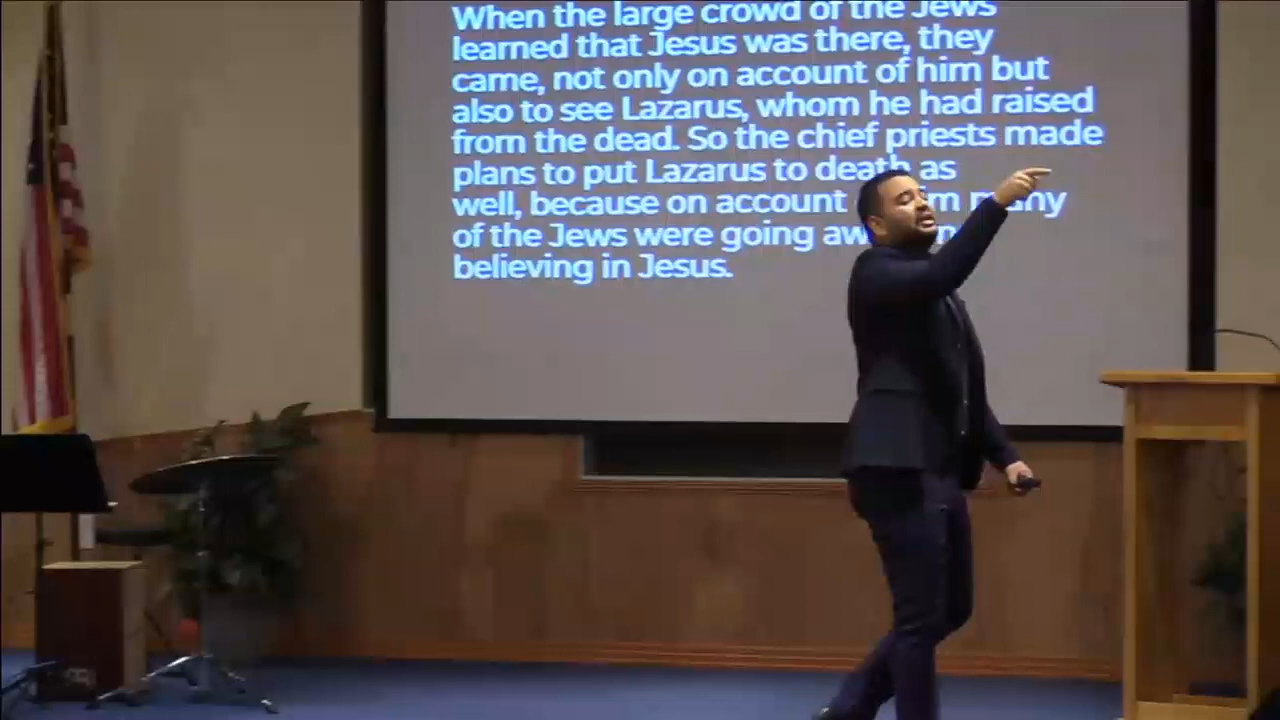 When the large crowd of the Jews
learned that Jesus was there, they
came, not only on account of him but
also to see Lazarus, whom he had raised
from the dead. So the chief priests made
plans to put Lazarus to death as
well, because on account many
of the Jews were going
believing in Jesus.